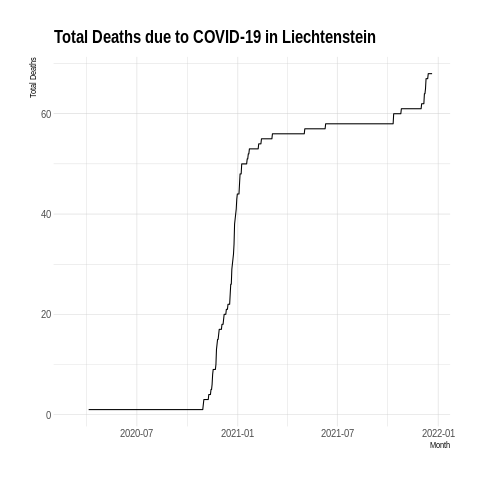 Total Deaths due to COVID-19 in Liechtenstein
Total Deaths
60
40
20
0
2020-07 2021-01 2021-07 2022-01
Month